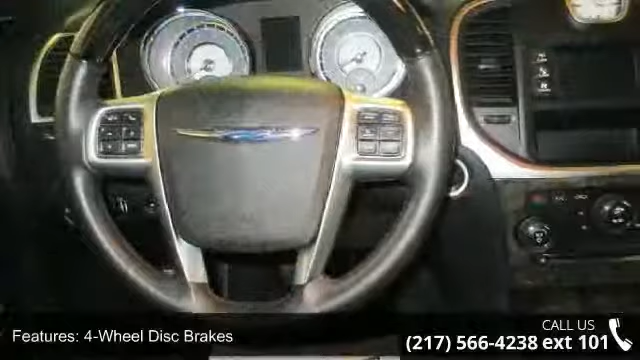 CALL US
Features: 4-Wheel Disc Brakes
(217) 566-4238 ext 101